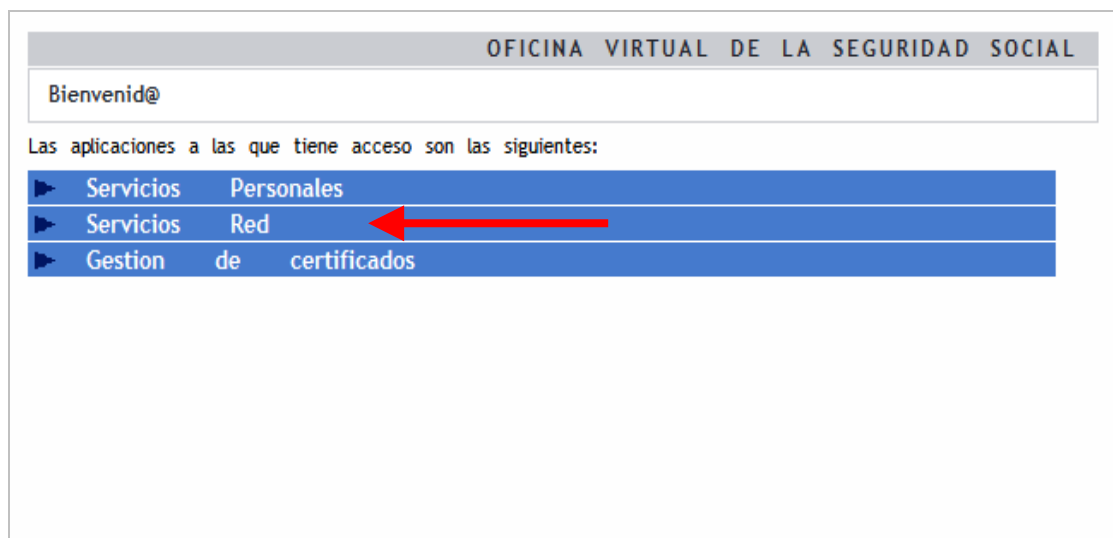 OFICINA VIRTUAL DE LA SEGURIDAD SOCIAL
Bienvenid@
Las aplicaciones a las que tiene acceso son las siguientes:
Servicios Personales
Servicios Red
Gestion de certificados